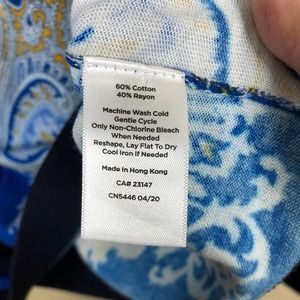 60% Cotton
40% Rayon
Machine Wash Cold
Gentle Cycle
Only Non-Chlorine Bleach
When Needed
Reshape, Lay Flat To Dry
Cool Iron If Needed
Made In Hong Kong
CA# 23147
CN5446 04/20